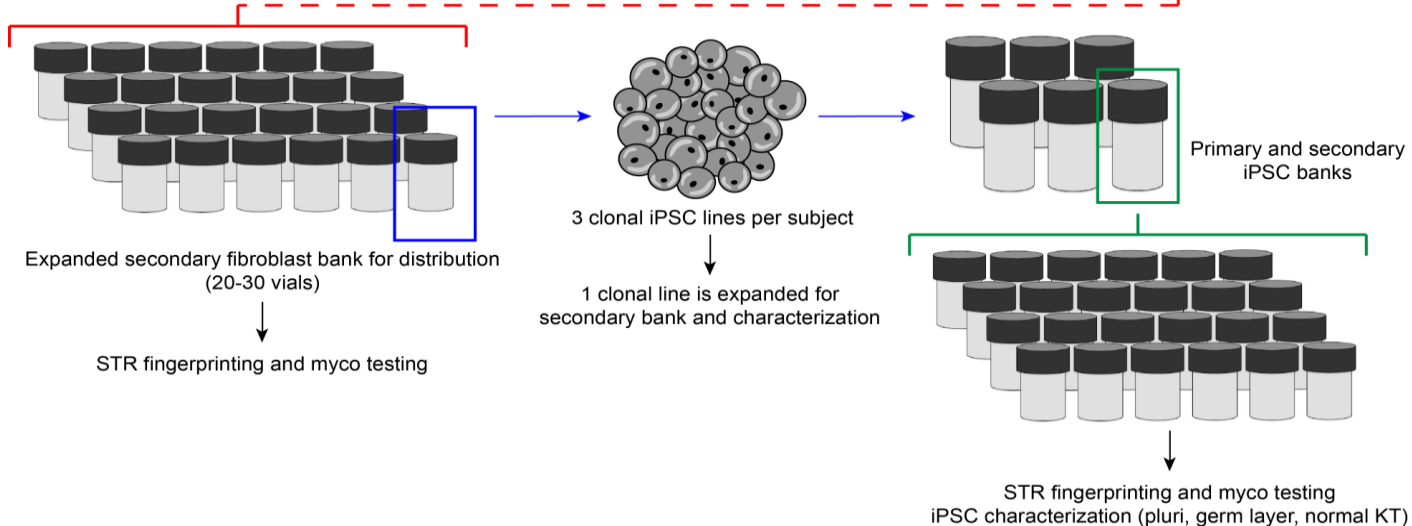 Expanded secondary fibroblast bank for distribution
(20-30 vials)
STR fingerprinting and myco testing
3 clonal iPSC lines per subject
1 clonal line is expanded for
secondary bank and characterization
Primary and secondary
iPSC banks
STR fingerprinting and myco testing
iPSC characterization (pluri, germ layer, normal KT)